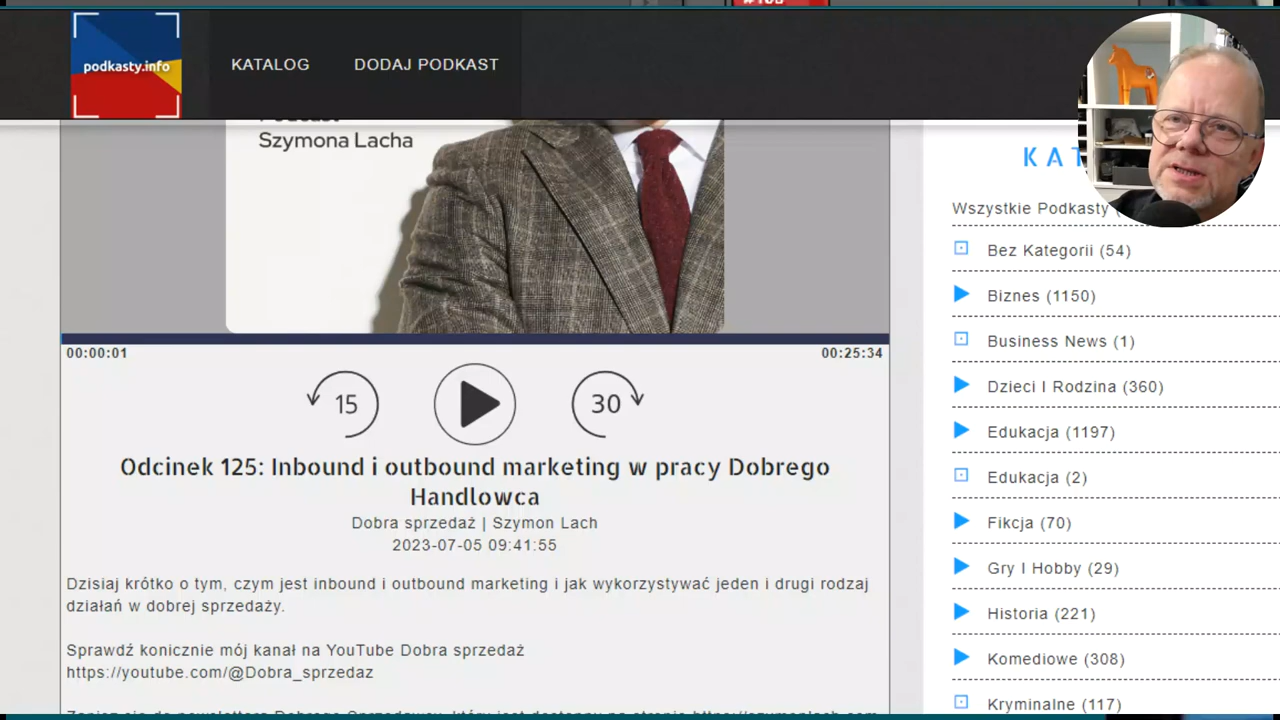 podkasty.info
KATALOG
DODAJ PODKAST
Szymona Lacha
00:00:01
00:25:34
15
30
Odcinek 125: Inbound i outbound marketing w pracy Dobrego
Handlowca
Dobra sprzedaż | Szymon Lach
2023-07-05 09:41:55
Dzisiaj krótko o tym, czym jest inbound i outbound marketing i jak wykorzystywać jeden i drugi rodzaj
działań w dobrej sprzedaży.
Sprawdź konicznie mój kanał na YouTube Dobra sprzedaż
https://youtube.com/@Dobra_sprzedaz
KAT
Wszystkie Podkasty
Bez Kategorii (54)
Biznes (1150)
Business News (1)
Dzieci I Rodzina (360)
Edukacja (1197)
Edukacja (2)
Fikcja (70)
Gry I Hobby (29)
Historia (221)
Komediowe (308)
Kryminalne (117)